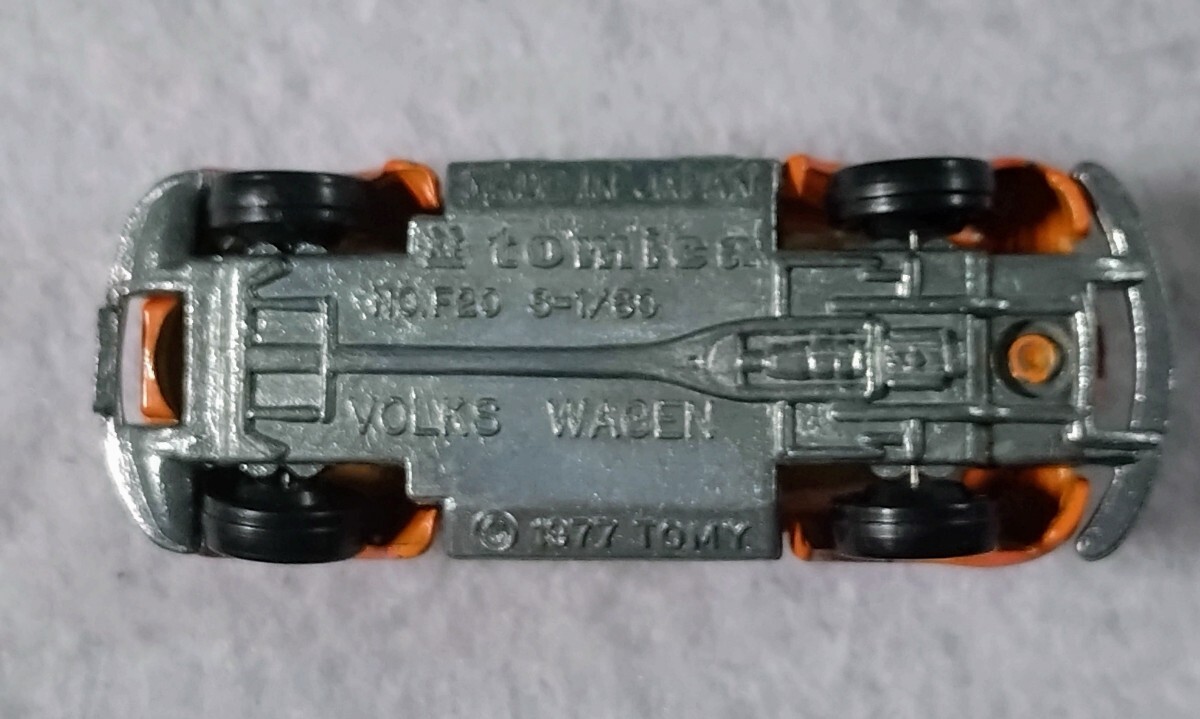 MADE IN JAPAN
tomica
NO.F20 S=1/60
VOLKS WAGEN
© 1977 TOMY